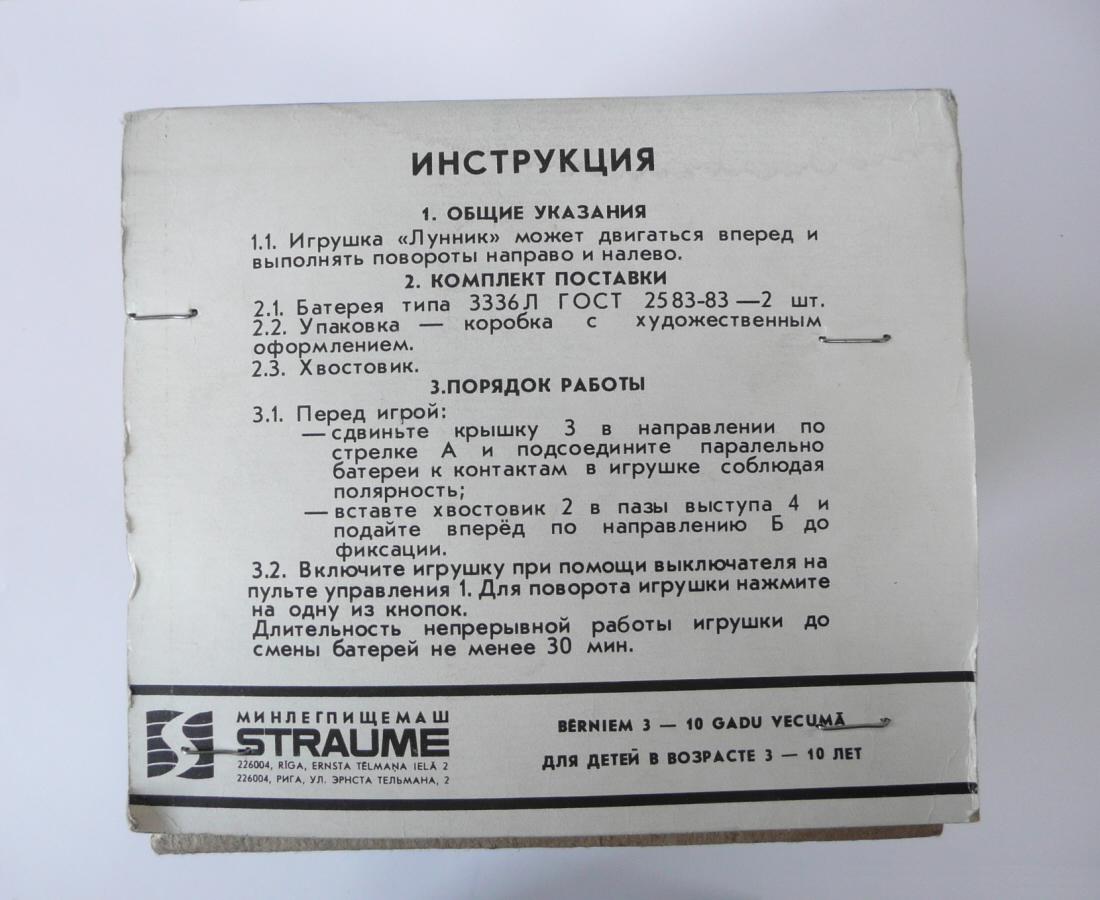 ИНСТРУКЦИЯ
1. ОБЩИЕ УКАЗАНИЯ
1.1. Игрушка «Лунник» может двигаться вперед и
выполнять повороты направо и налево.
2. КОМПЛЕКТ ПОСТАВКИ
2.1. Батерея типа 3336Л ГОСТ 2583-83 — 2 шт.
2.2. Упаковка — коробка с художественным
оформлением.
2.3. Хвостовик.
3.ПОРЯДОК РАБОТЫ
3.1. Перед игрой:
— сдвиньте крышку 3 в направлении по
стрелке А и подсоедините паралельно
батереи к контактам в игрушке соблюдая
полярность;
— вставте хвостовик 2 в пазы выступа 4 и
подайте вперёд по направлению Б до
фиксации.
3.2. Включите игрушку при помощи выключателя на
пульте управления 1. Для поворота игрушки нажмите
на одну из кнопок.
Длительность непрерывной работы игрушки до
смены батерей не менее 30 мин.
МИНЛЕГПИЩЕМАШ
STRAUME
226004, RĪGA, ERNSTA TĒLMAŅA IELĀ 2
226004, РИГА, УЛ. ЭРНСТА ТЕЛЬМАНА, 2
BĒRNIEM 3 — 10 GADU VECUMĀ
ДЛЯ ДЕТЕЙ В ВОЗРАСТЕ 3 — 10 ЛЕТ